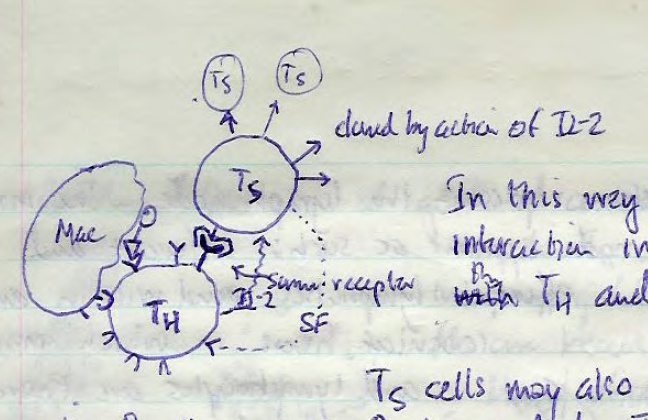 Ts
Ts
cloned by action of IL-2
Ts
In this way
Mac
interaction in
same receptor
by TH and
IL-2
TH
SF
Ts cells may also